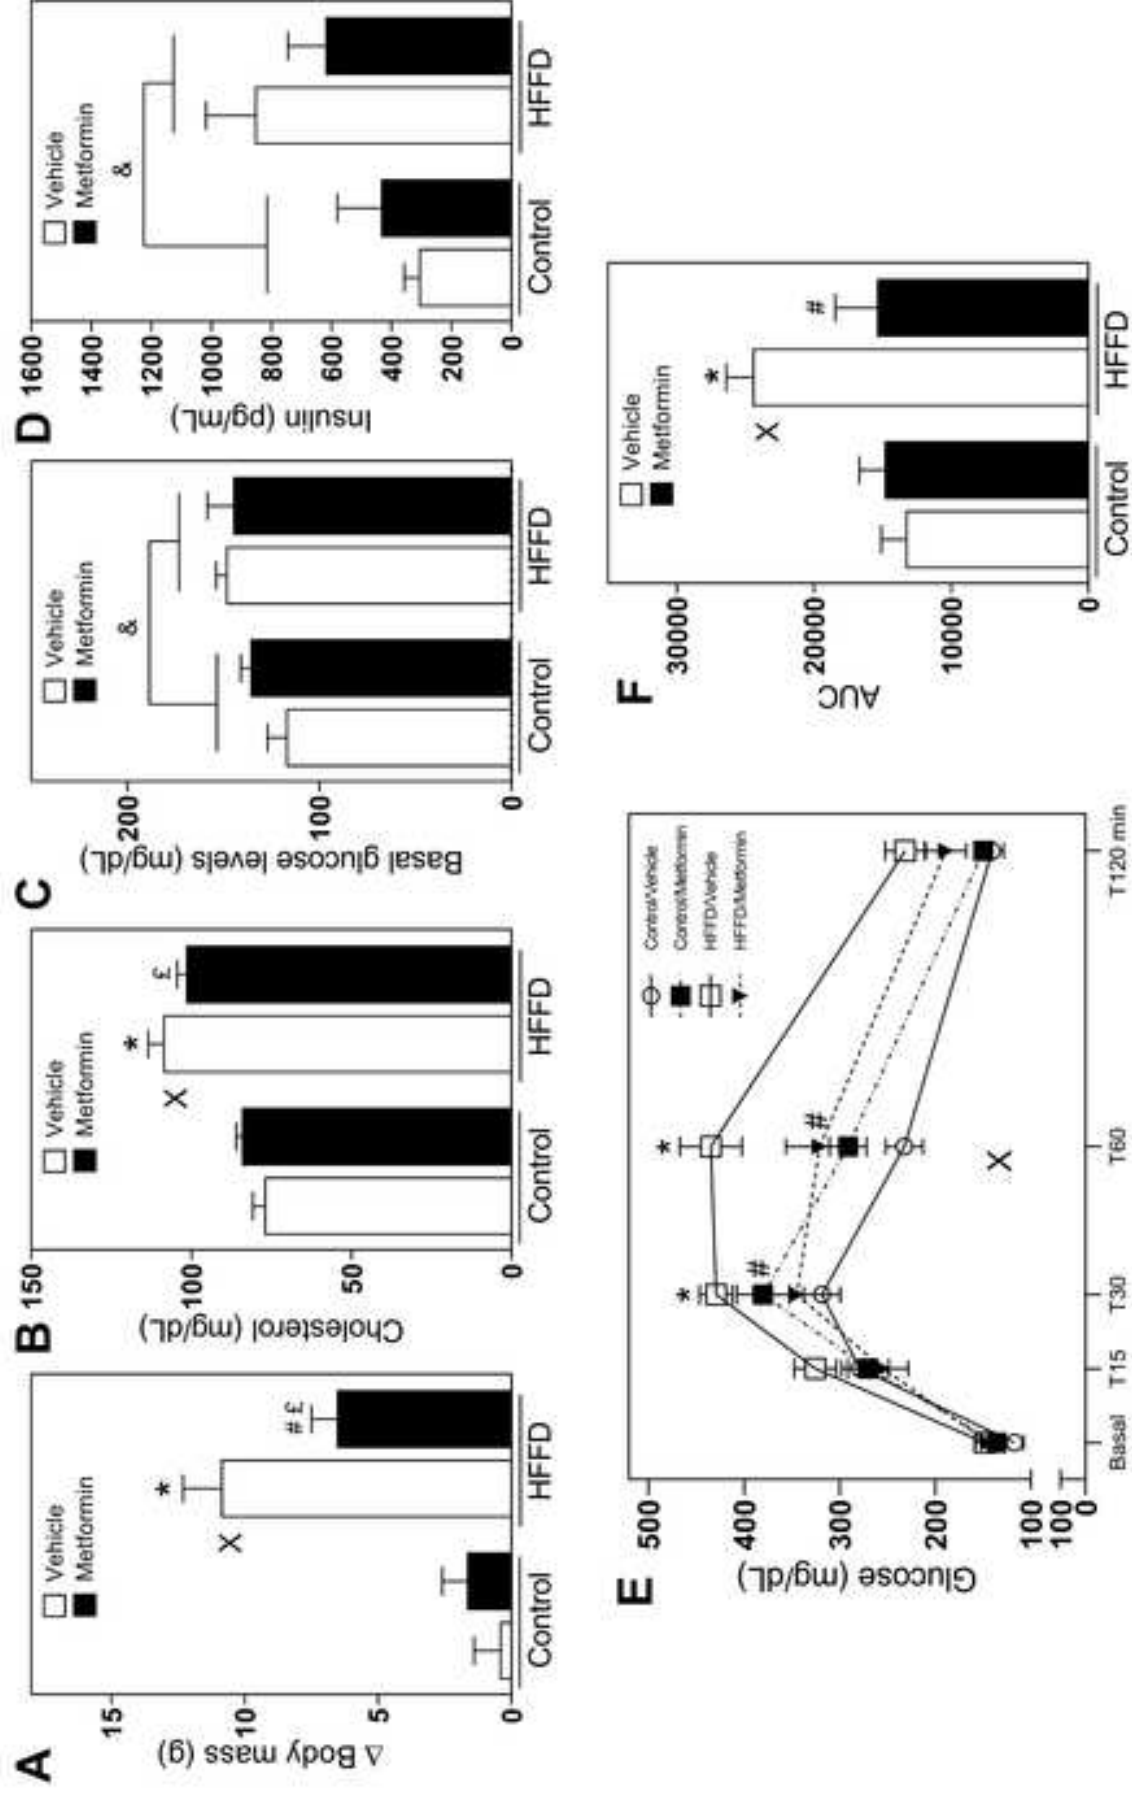 A
Δ Body mass (g)
15
10
5
0
Vehicle
Metformin
*
X
#
£
Control
HFFD
B
Cholesterol (mg/dL)
150
100
50
0
Vehicle
Metformin
*
X
£
Control
HFFD
C
Basal glucose levels (mg/dL)
200
100
0
Vehicle
Metformin
&
Control
HFFD
D
Insulin (pg/mL)
1600
1400
1200
1000
800
600
400
200
0
Vehicle
Metformin
&
Control
HFFD
E
Glucose (mg/dL)
500
400
300
200
100
100
0
Control/Vehicle
Control/Metformin
HFFD/Vehicle
HFFD/Metformin
*
*
#
#
X
Basal
T15
T30
T60
T120 min
F
AUC
30000
20000
10000
0
Vehicle
Metformin
*
X
#
Control
HFFD